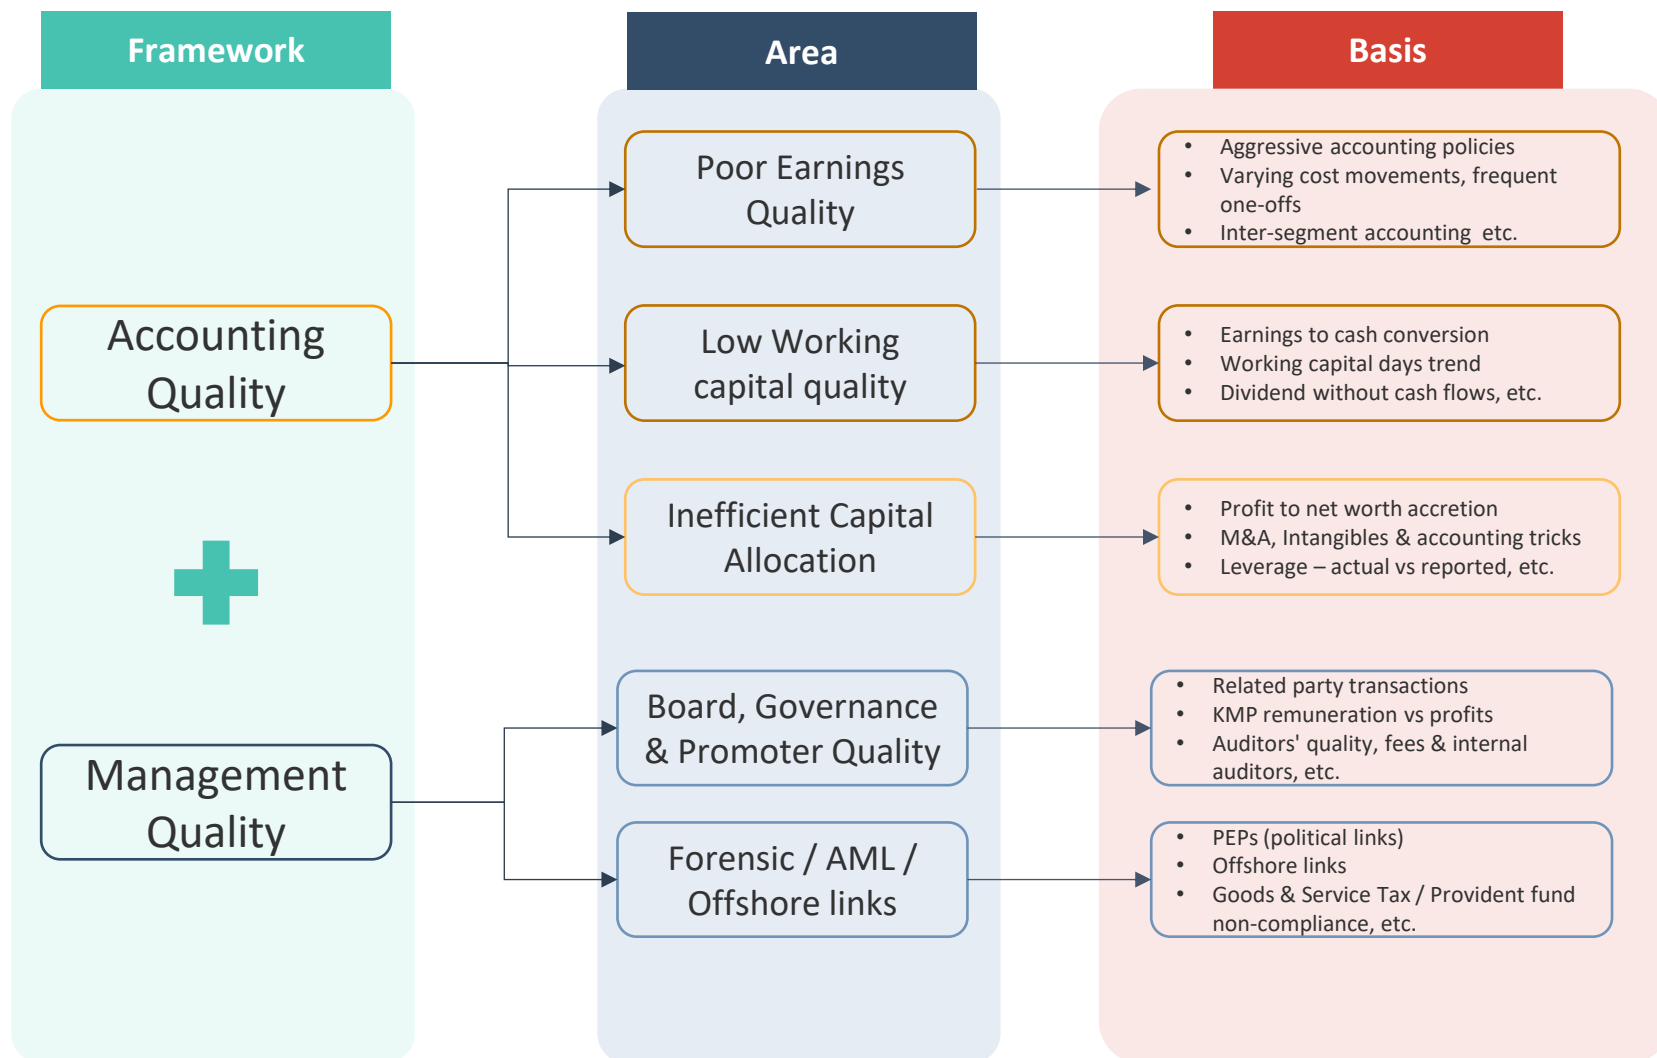 Framework
Area
Basis
Accounting
Quality
Management
Quality
Poor Earnings
Quality
Low Working
capital quality
Inefficient Capital
Allocation
Board, Governance
& Promoter Quality
Forensic / AML /
Offshore links
• Aggressive accounting policies
• Varying cost movements, frequent
one-offs
• Inter-segment accounting etc.
• Earnings to cash conversion
• Working capital days trend
• Dividend without cash flows, etc.
• Profit to net worth accretion
• M&A, Intangibles & accounting tricks
• Leverage – actual vs reported, etc.
• Related party transactions
• KMP remuneration vs profits
• Auditors' quality, fees & internal
auditors, etc.
• PEPs (political links)
• Offshore links
• Goods & Service Tax / Provident fund
non-compliance, etc.